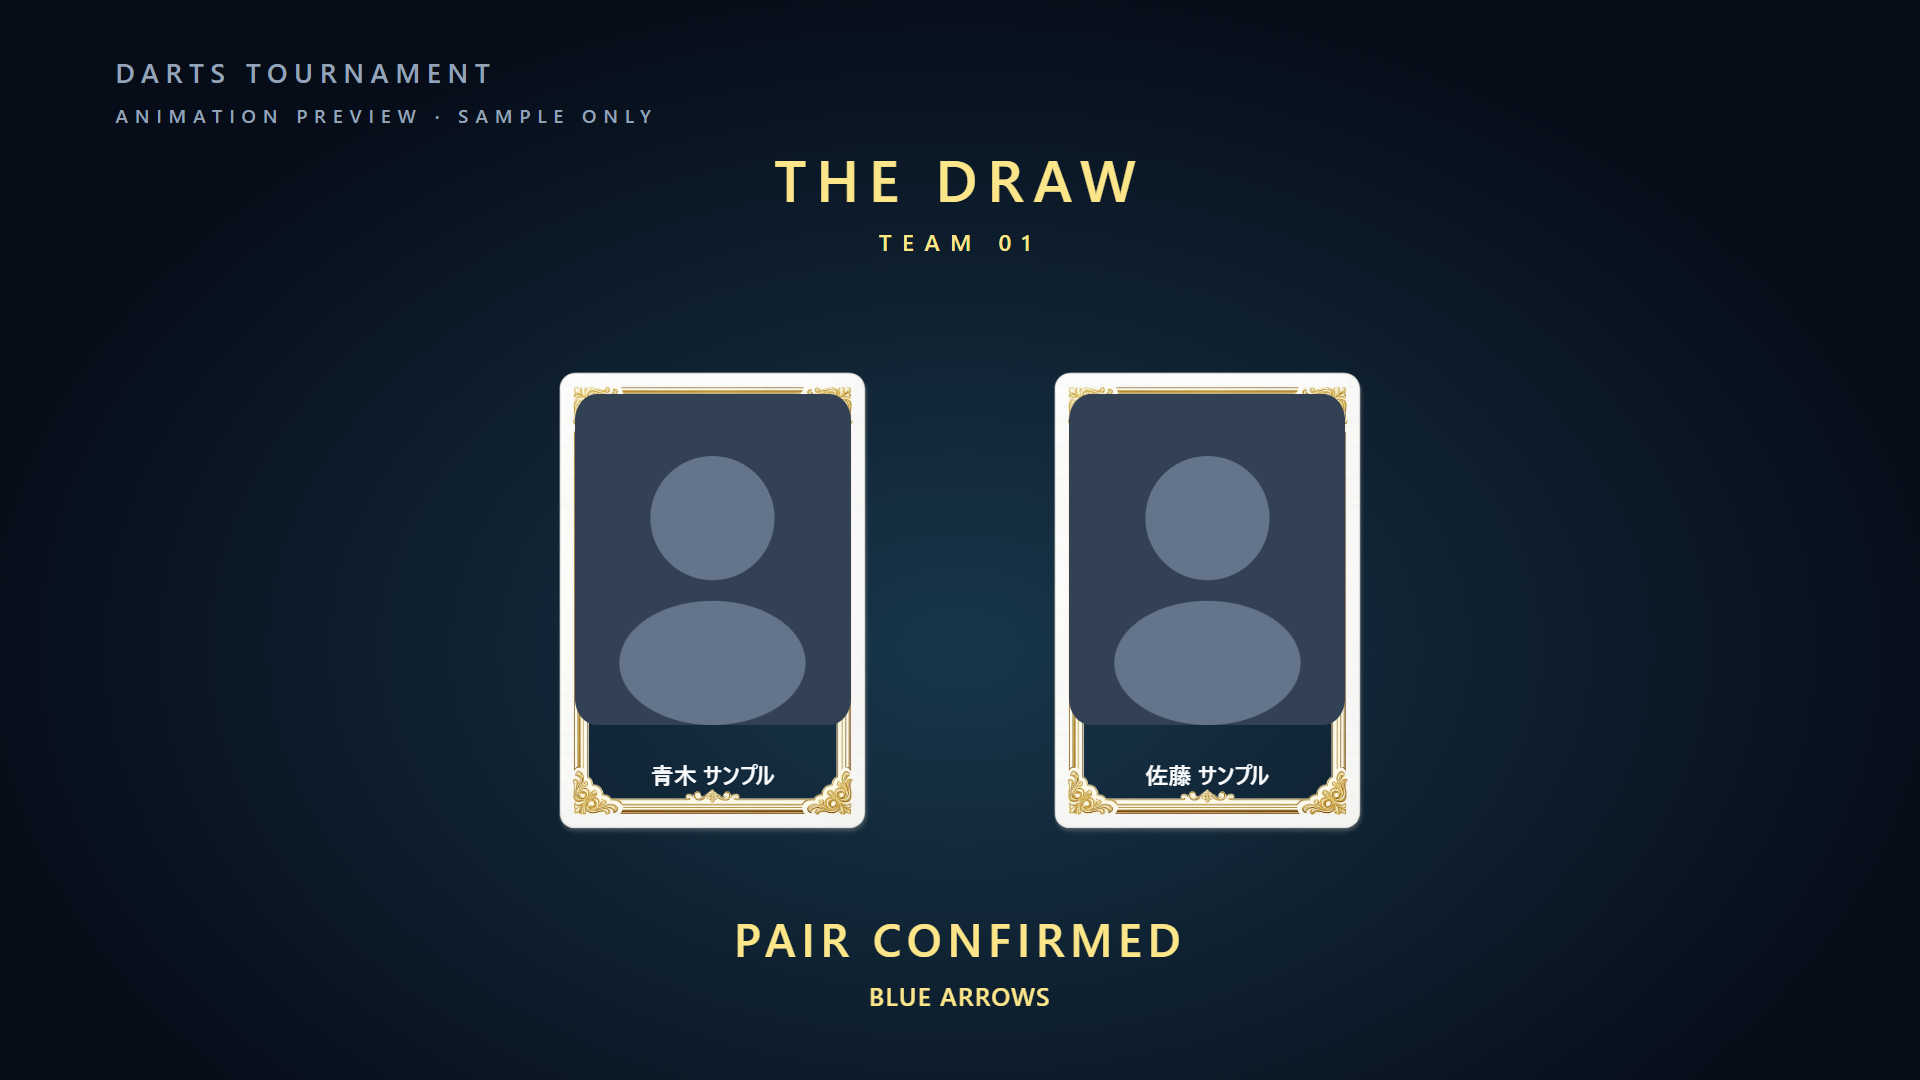 DARTS TOURNAMENT
ANIMATION PREVIEW · SAMPLE ONLY
THE DRAW
TEAM 01
青木 サンプル
佐藤 サンプル
PAIR CONFIRMED
BLUE ARROWS